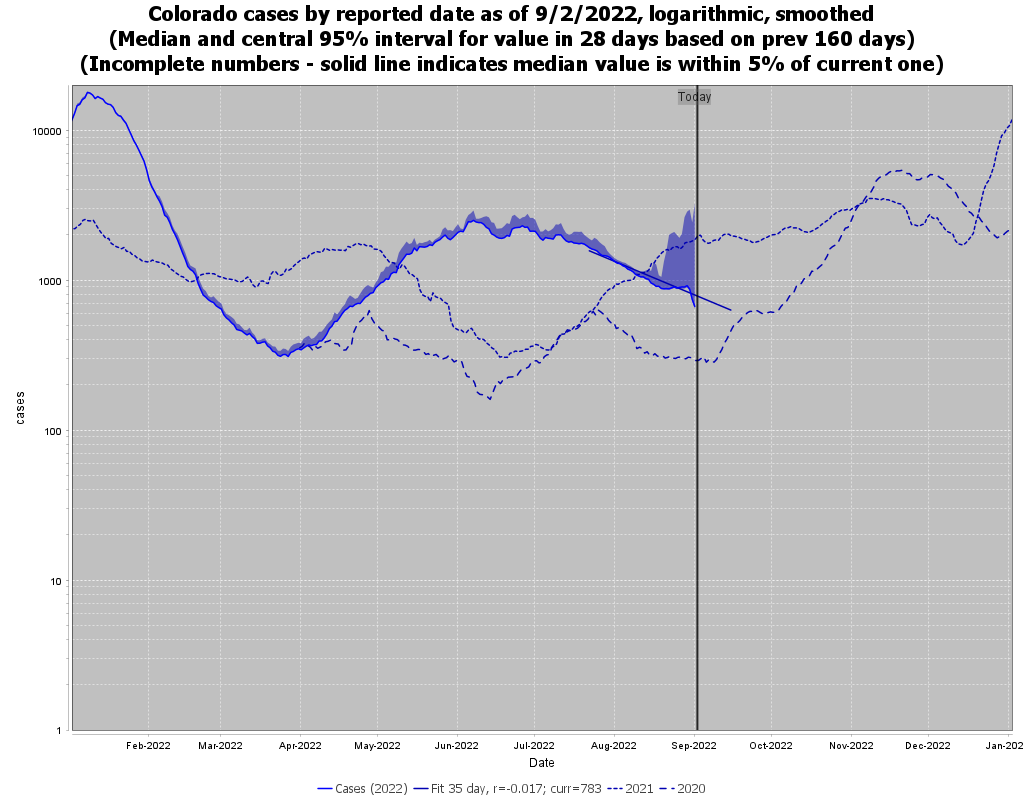 Colorado cases by reported date as of 9/2/2022, logarithmic, smoothed
(Median and central 95% interval for value in 28 days based on prev 160 days)
(Incomplete numbers - solid line indicates median value is within 5% of current one)
Today
10000
1000
100
10
1
cases
Feb-2022 Mar-2022 Apr-2022 May-2022 Jun-2022 Jul-2022 Aug-2022 Sep-2022 Oct-2022 Nov-2022 Dec-2022 Jan-202
Date
Cases (2022) Fit 35 day, r=-0.017; curr=783 2021 2020